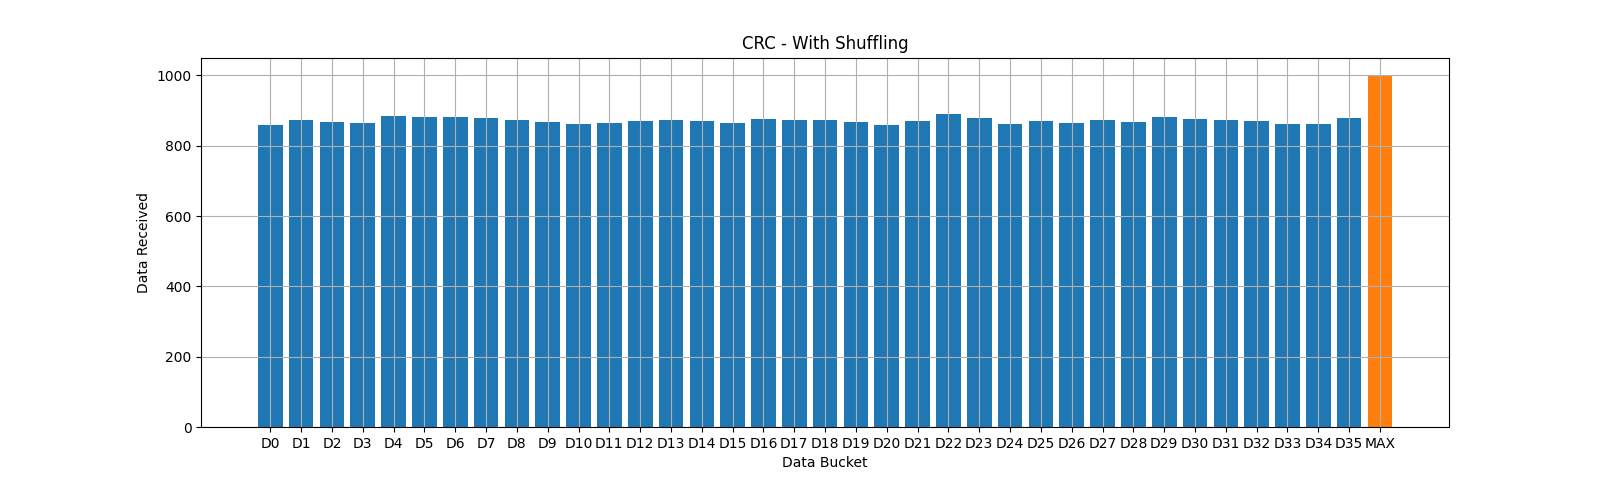 CRC - With Shuffling
1000
800
600
400
200
0
Data Received
D0 D1 D2 D3 D4 D5 D6 D7 D8 D9 D10 D11 D12 D13 D14 D15 D16 D17 D18 D19 D20 D21 D22 D23 D24 D25 D26 D27 D28 D29 D30 D31 D32 D33 D34 D35 MAX
Data Bucket